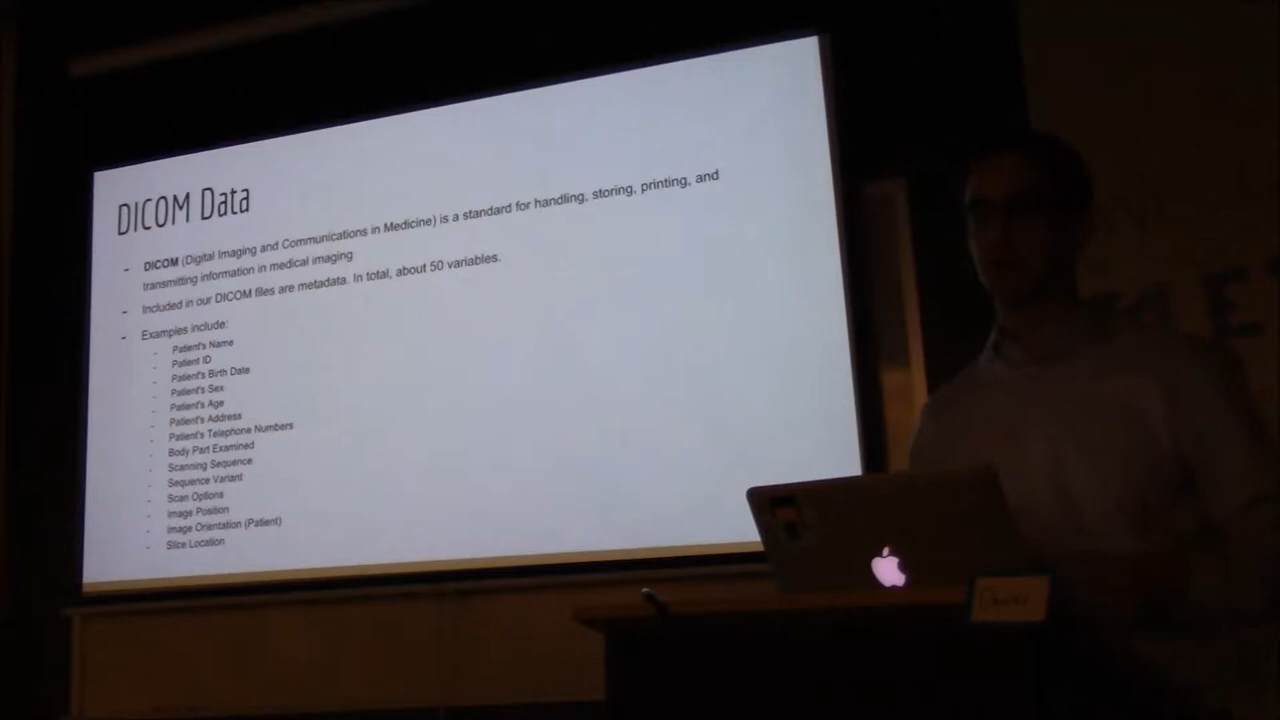 DICOM Data
- DICOM (Digital Imaging and Communications in Medicine) is a standard for handling, storing, printing, and
transmitting information in medical imaging
- Included in our DICOM files are metadata. In total, about 50 variables.
- Examples include:
- Patient's Name
- Patient ID
- Patient's Birth Date
- Patient's Sex
- Patient's Age
- Patient's Address
- Patient's Telephone Numbers
- Body Part Examined
- Scanning Sequence
- Sequence Variant
- Scan Options
- Image Position
- Image Orientation (Patient)
- Slice Location